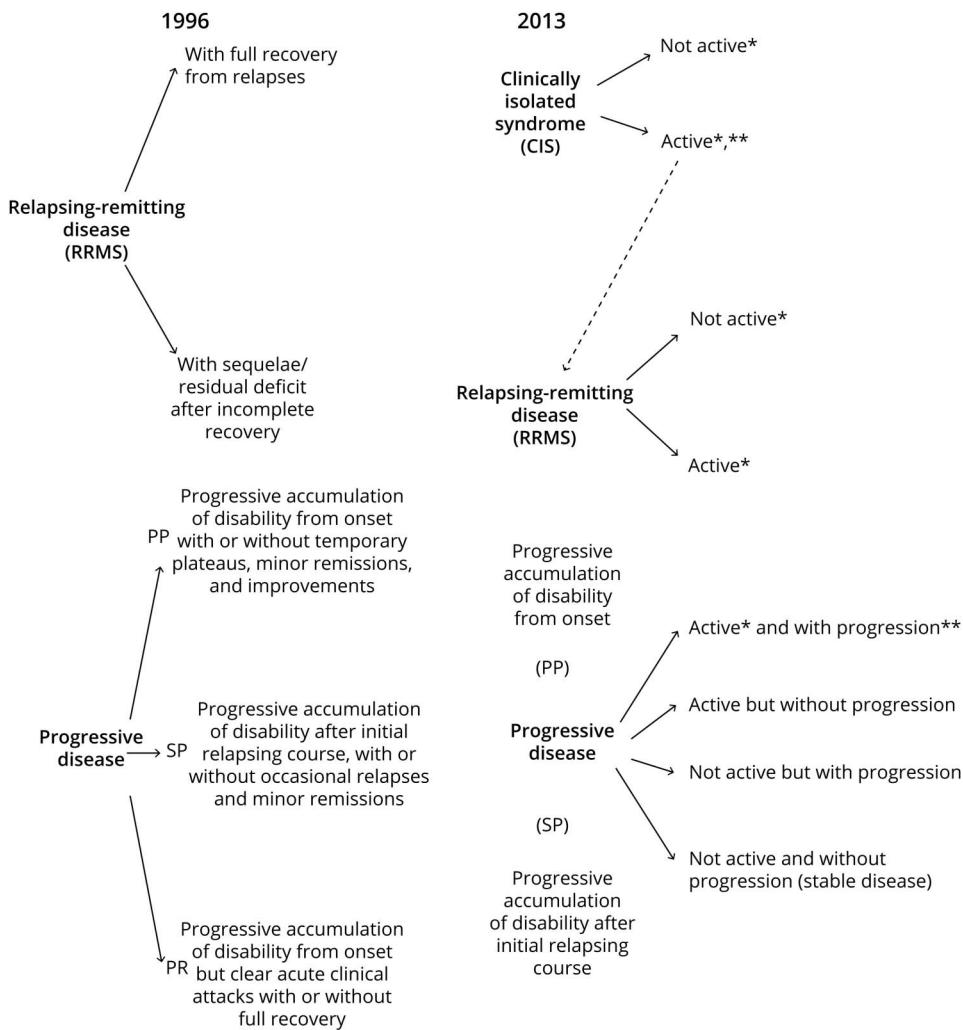 1996
With full recovery
from relapses
Relapsing-remitting
disease
(RRMS)
With sequelae/
residual deficit
after incomplete
recovery
Progressive accumulation
of disability from onset
with or without temporary
plateaus, minor remissions,
and improvements
PP
Progressive
disease
SP
Progressive accumulation
of disability after initial
relapsing course, with or
without occasional relapses
and minor remissions
PR
Progressive accumulation
of disability from onset
but clear acute clinical
attacks with or without
full recovery
2013
Clinically
isolated
syndrome
(CIS)
Not active*
Active*,**
Relapsing-remitting
disease
(RRMS)
Not active*
Active*
Progressive
accumulation
of disability
from onset
(PP)
Progressive
disease
(SP)
Progressive
accumulation
of disability after
initial relapsing
course
Active* and with progression**
Active but without progression
Not active but with progression
Not active and without
progression (stable disease)